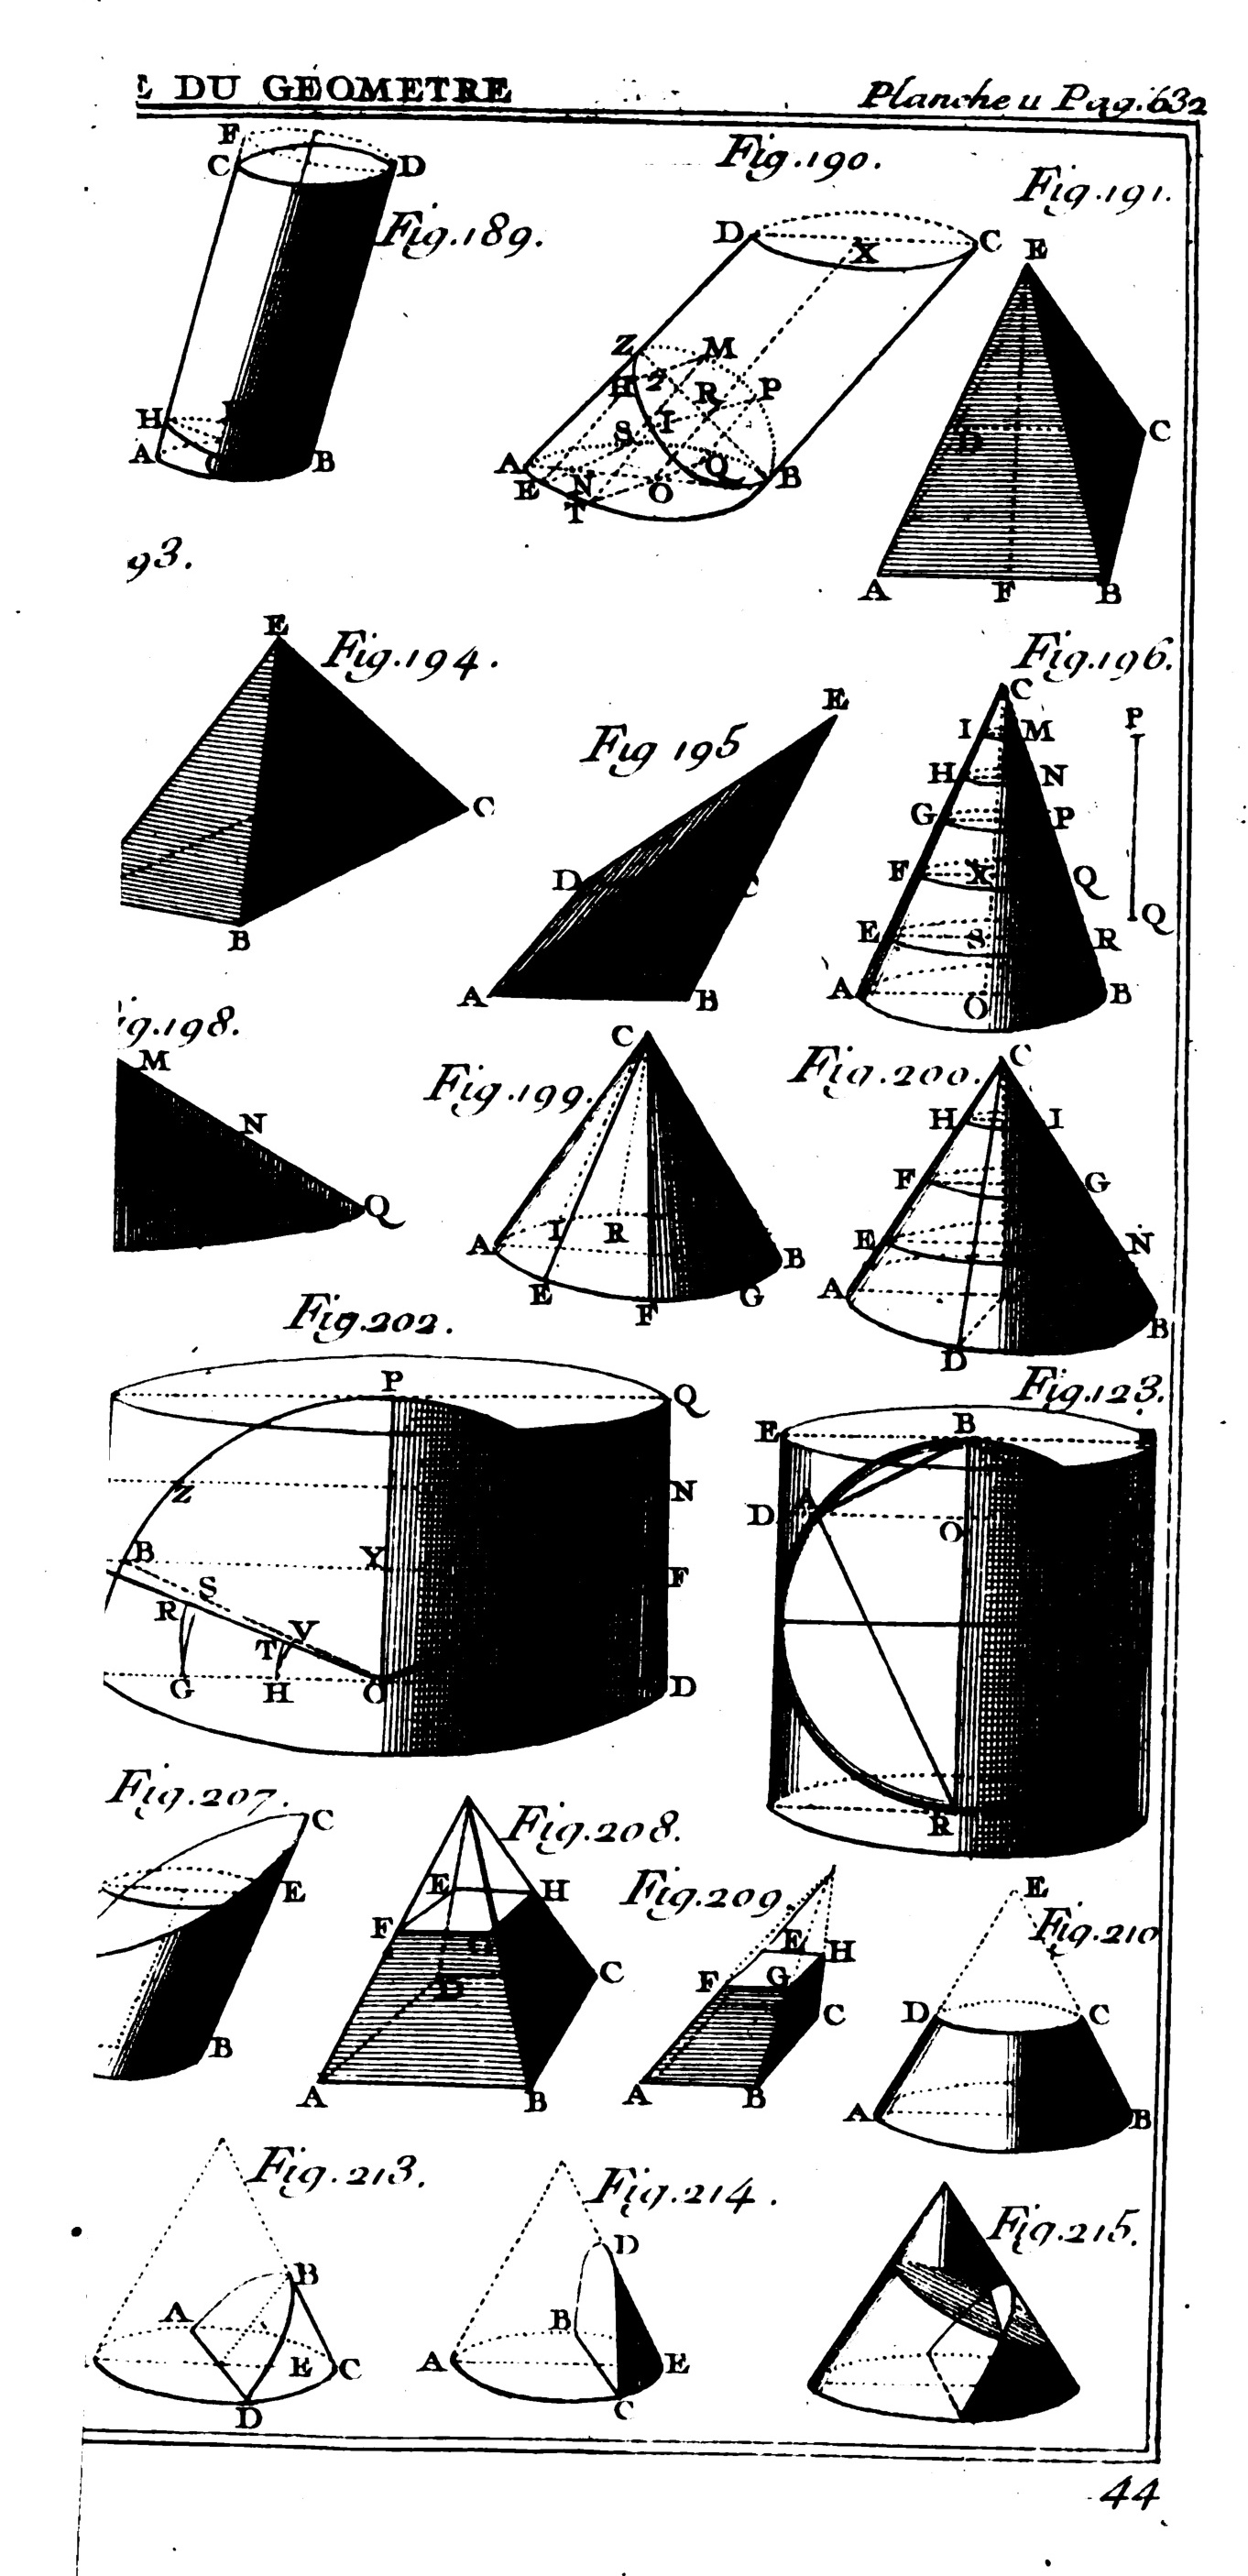 DU GEOMETRE Planche 11 Pag. 632
F
C D
Fig. 189.
H
A B
Fig. 190.
D X C
Z M
H 2 R P
S I
A Q B
E N O
T
Fig. 191.
E
D C
A F B
93.
Fig. 194.
E
C
B
Fig 195
E
D C
A B
Fig. 196.
C
I M P
H N
G P
F X Q
E S R Q
A O B
ig. 198.
M
N
Q
Fig. 199.
C
A I R B
E F G
Fig. 200.
C
H I
F G
E N
A B
D
Fig. 202.
P Q
Z N
B Y F
R S
T V
G H O D
Fig. 123.
E B
D A O
R
Fig. 207.
C
E
B
Fig. 208.
E H
F G
D C
A B
Fig. 209
E H
F G
C
A B
Fig. 210
E
D C
A B
Fig. 213.
B
A
E C
D
Fig. 214.
D
B
A E
C
Fig. 215.
44